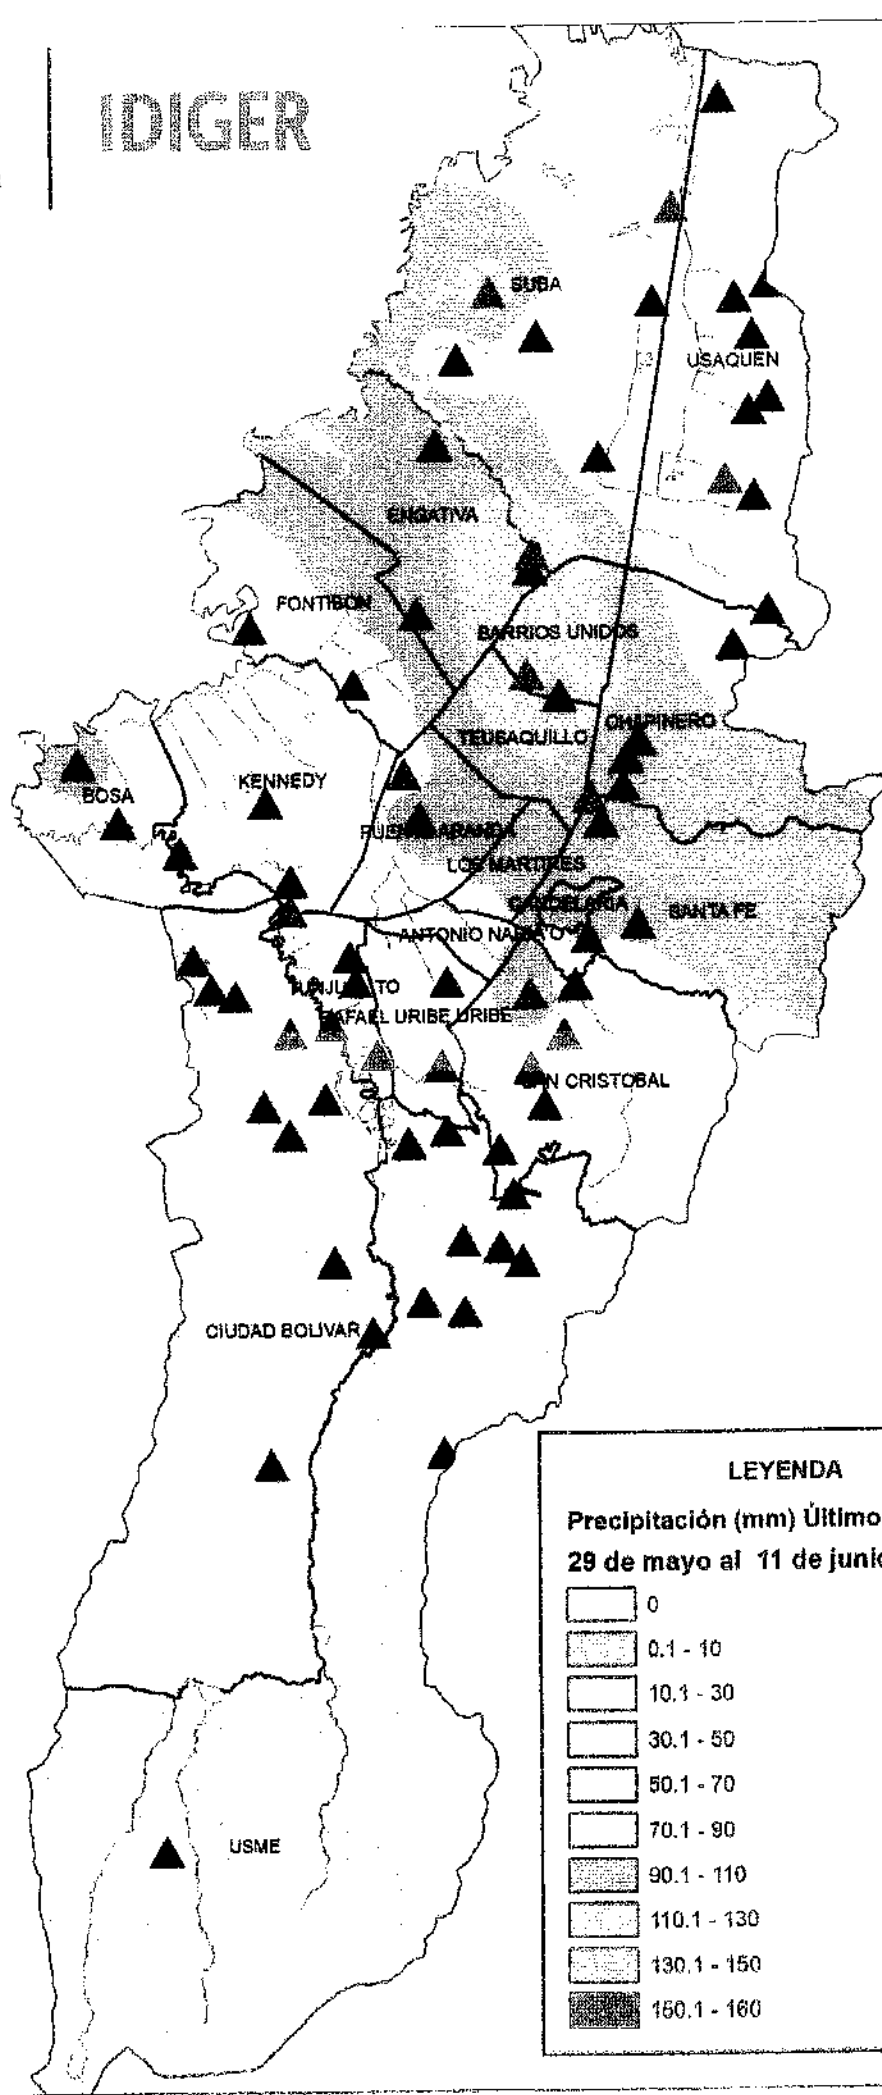 IDIGER
SUBA
USAQUEN
ENGATIVA
FONTIBON
BARRIOS UNIDOS
CHAPINERO
TEUSAQUILLO
KENNEDY
BOSA
LOS MARTIRES
CANDELARIA
SANTA FE
ANTONIO NARIÑO
RAFAEL URIBE URIBE
SAN CRISTOBAL
CIUDAD BOLIVAR
USME
LEYENDA
Precipitación (mm) Último
29 de mayo al 11 de junio
0
0.1 - 10
10.1 - 30
30.1 - 50
50.1 - 70
70.1 - 90
90.1 - 110
110.1 - 130
130.1 - 150
150.1 - 160